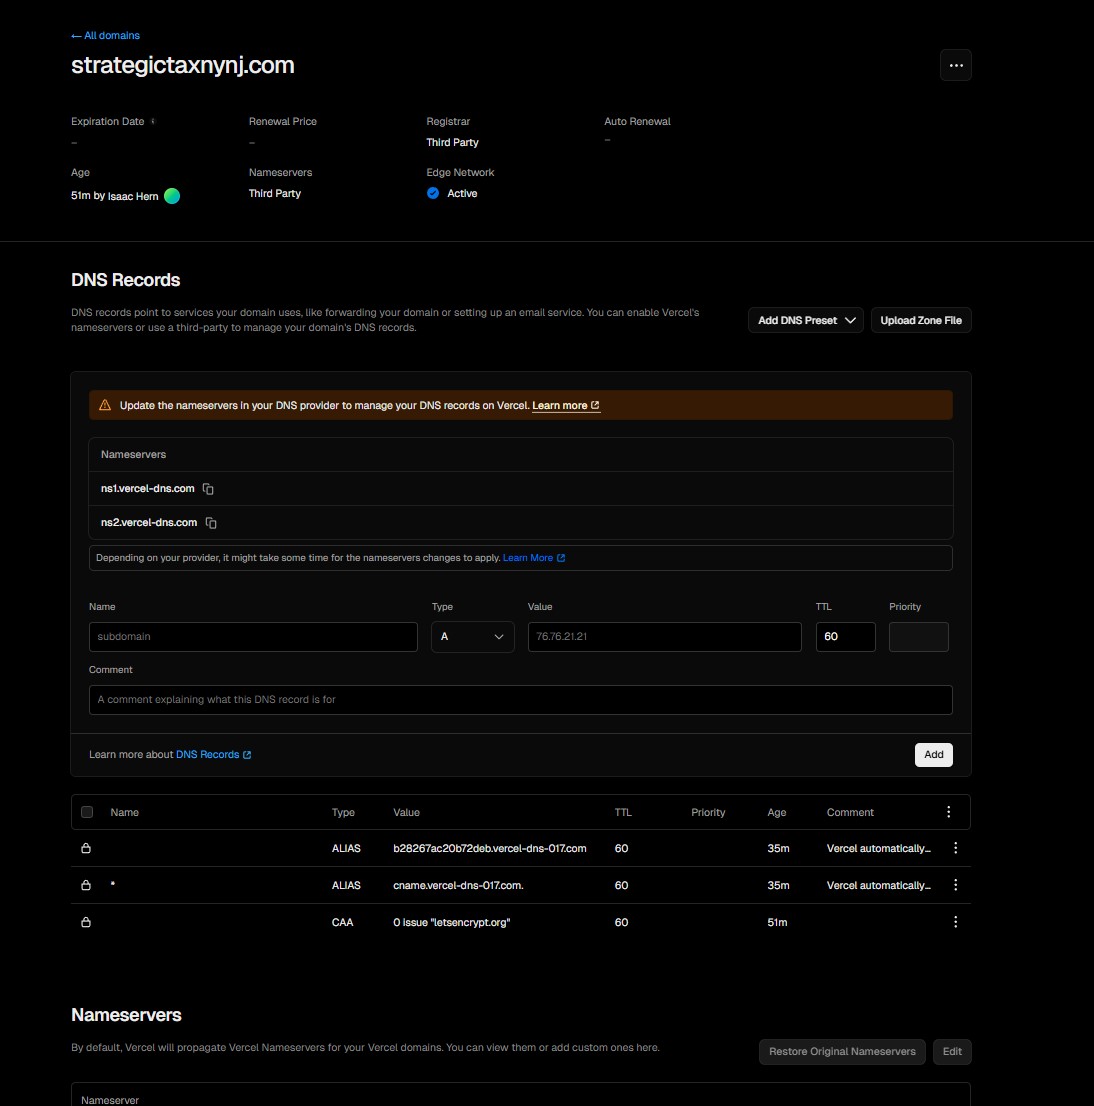 ← All domains
strategictaxnynj.com
Expiration Date
Renewal Price
Registrar
Auto Renewal
–
–
Third Party
–
Age
Nameservers
Edge Network
51m by Isaac Hern
Third Party
Active
DNS Records
DNS records point to services your domain uses, like forwarding your domain or setting up an email service. You can enable Vercel's
nameservers or use a third-party to manage your domain's DNS records.
Add DNS Preset
Upload Zone File
Update the nameservers in your DNS provider to manage your DNS records on Vercel. Learn more
Nameservers
ns1.vercel-dns.com
ns2.vercel-dns.com
Depending on your provider, it might take some time for the nameservers changes to apply. Learn More
Name
Type
Value
TTL
Priority
subdomain
A
76.76.21.21
60
Comment
A comment explaining what this DNS record is for
Learn more about DNS Records
Add
Name Type Value TTL Priority Age Comment
ALIAS b28267ac20b72deb.vercel-dns-017.com 60 35m Vercel automatically...
* ALIAS cname.vercel-dns-017.com. 60 35m Vercel automatically...
CAA 0 issue "letsencrypt.org" 60 51m
Nameservers
By default, Vercel will propagate Vercel Nameservers for your Vercel domains. You can view them or add custom ones here.
Restore Original Nameservers
Edit
Nameserver